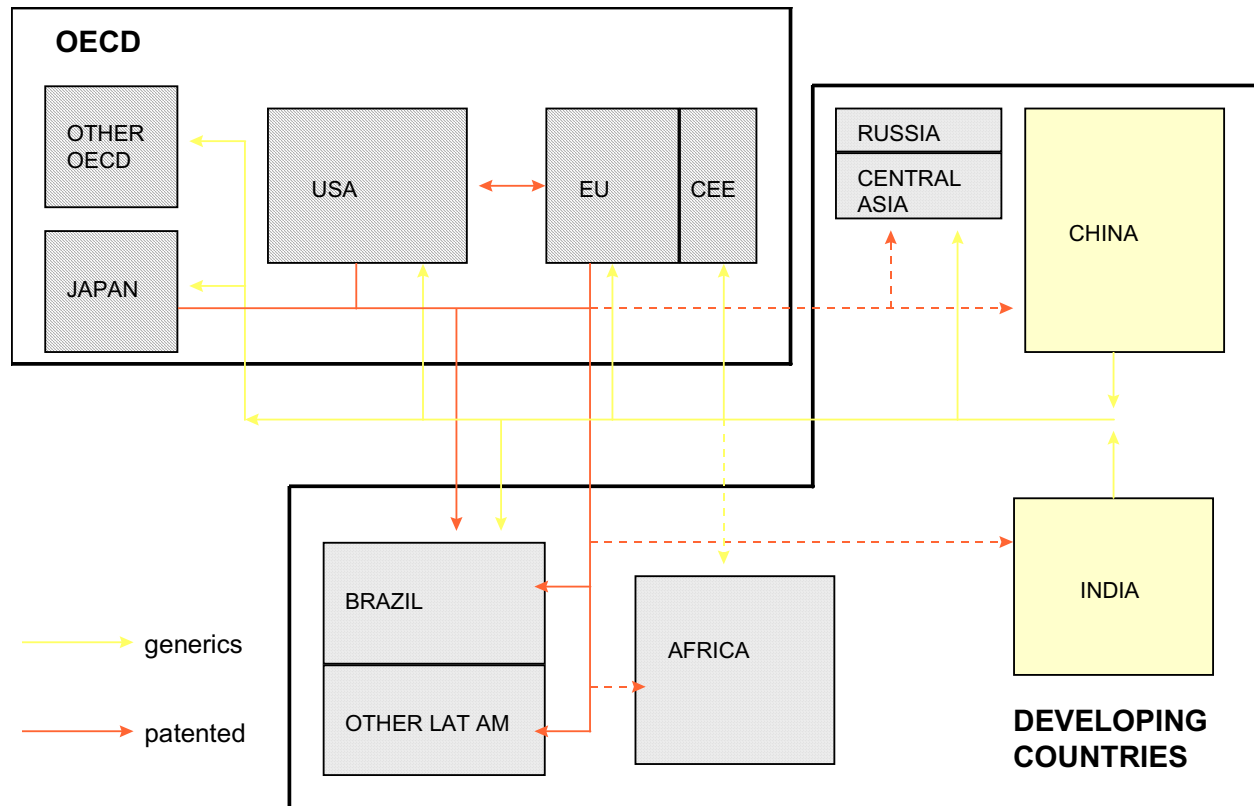 OECD
OTHER
OECD
USA
EU
CEE
JAPAN
RUSSIA
CENTRAL
ASIA
CHINA
BRAZIL
OTHER LAT AM
AFRICA
INDIA
generics
patented
DEVELOPING
COUNTRIES